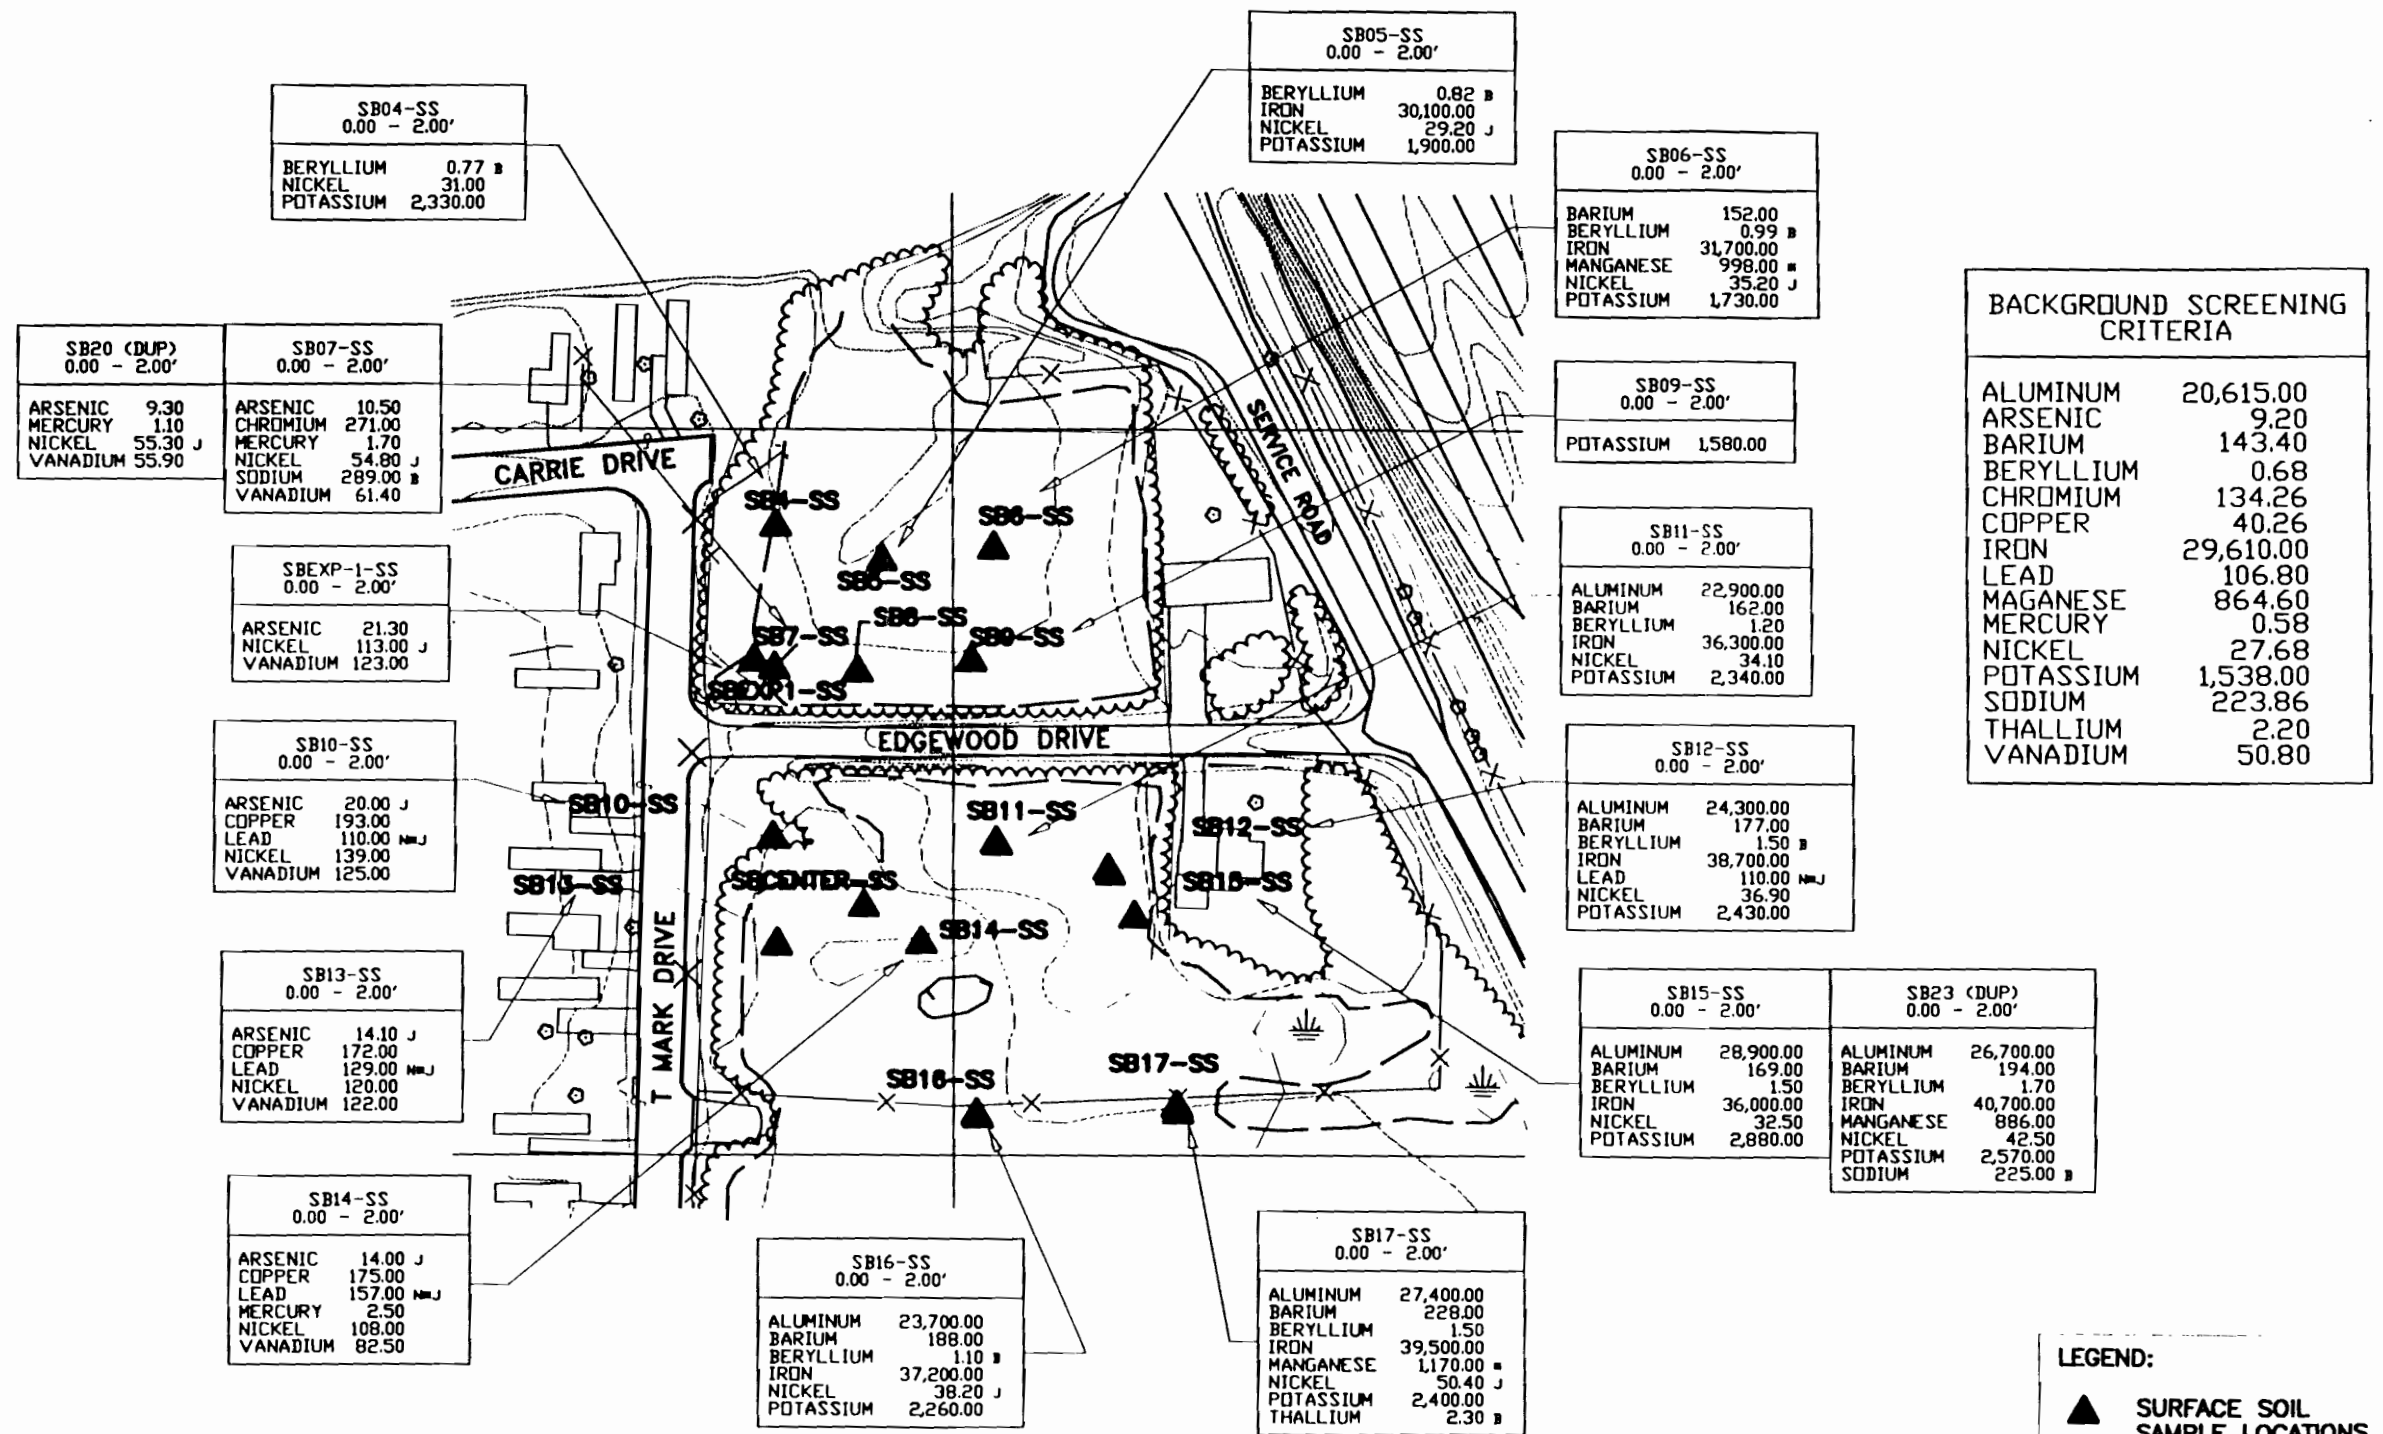 SB05-SS
0.00 - 2.00'
BERYLLIUM 0.82 B
IRON 30,100.00
NICKEL 29.20 J
POTASSIUM 1,900.00
SB04-SS
0.00 - 2.00'
BERYLLIUM 0.77 B
NICKEL 31.00
POTASSIUM 2,330.00
SB06-SS
0.00 - 2.00'
BARIUM 152.00
BERYLLIUM 0.99 B
IRON 31,700.00
MANGANESE 998.00 *
NICKEL 35.20 J
POTASSIUM 1,730.00
BACKGROUND SCREENING
CRITERIA
ALUMINUM 20,615.00
ARSENIC 9.20
BARIUM 143.40
BERYLLIUM 0.68
CHROMIUM 134.26
COPPER 40.26
IRON 29,610.00
LEAD 106.80
MAGANESE 864.60
MERCURY 0.58
NICKEL 27.68
POTASSIUM 1,538.00
SODIUM 223.86
THALLIUM 2.20
VANADIUM 50.80
SB20 (DUP)
0.00 - 2.00'
ARSENIC 9.30
MERCURY 1.10
NICKEL 55.30 J
VANADIUM 55.90
SB07-SS
0.00 - 2.00'
ARSENIC 10.50
CHROMIUM 271.00
MERCURY 1.70
NICKEL 54.80 J
SODIUM 289.00 B
VANADIUM 61.40
SB09-SS
0.00 - 2.00'
POTASSIUM 1,580.00
CARRIE DRIVE
SERVICE ROAD
SB4-SS
SB6-SS
SB5-SS
SB8-SS
SB7-SS
SB9-SS
SBEXP1-SS
SBEXP-1-SS
0.00 - 2.00'
ARSENIC 21.30
NICKEL 113.00 J
VANADIUM 123.00
SB11-SS
0.00 - 2.00'
ALUMINUM 22,900.00
BARIUM 162.00
BERYLLIUM 1.20
IRON 36,300.00
NICKEL 34.10
POTASSIUM 2,340.00
EDGEWOOD DRIVE
SB10-SS
0.00 - 2.00'
ARSENIC 20.00 J
COPPER 193.00
LEAD 110.00 N*J
NICKEL 139.00
VANADIUM 125.00
SB12-SS
0.00 - 2.00'
ALUMINUM 24,300.00
BARIUM 177.00
BERYLLIUM 1.50 B
IRON 38,700.00
LEAD 110.00 N*J
NICKEL 36.90
POTASSIUM 2,430.00
SB10-SS
SB11-SS
SB12-SS
SB13-SS
SBCENTER-SS
SB15-SS
SB14-SS
T MARK DRIVE
SB16-SS
SB17-SS
SB13-SS
0.00 - 2.00'
ARSENIC 14.10 J
COPPER 172.00
LEAD 129.00 N*J
NICKEL 120.00
VANADIUM 122.00
SB15-SS
0.00 - 2.00'
ALUMINUM 28,900.00
BARIUM 169.00
BERYLLIUM 1.50
IRON 36,000.00
NICKEL 32.50
POTASSIUM 2,880.00
SB23 (DUP)
0.00 - 2.00'
ALUMINUM 26,700.00
BARIUM 194.00
BERYLLIUM 1.70
IRON 40,700.00
MANGANESE 886.00
NICKEL 42.50
POTASSIUM 2,570.00
SODIUM 225.00 B
SB14-SS
0.00 - 2.00'
ARSENIC 14.00 J
COPPER 175.00
LEAD 157.00 N*J
MERCURY 2.50
NICKEL 108.00
VANADIUM 82.50
SB16-SS
0.00 - 2.00'
ALUMINUM 23,700.00
BARIUM 188.00
BERYLLIUM 1.10 B
IRON 37,200.00
NICKEL 38.20 J
POTASSIUM 2,260.00
SB17-SS
0.00 - 2.00'
ALUMINUM 27,400.00
BARIUM 228.00
BERYLLIUM 1.50
IRON 39,500.00
MANGANESE 1,170.00 *
NICKEL 50.40 J
POTASSIUM 2,400.00
THALLIUM 2.30 B
LEGEND:
SURFACE SOIL
SAMPLE LOCATIONS